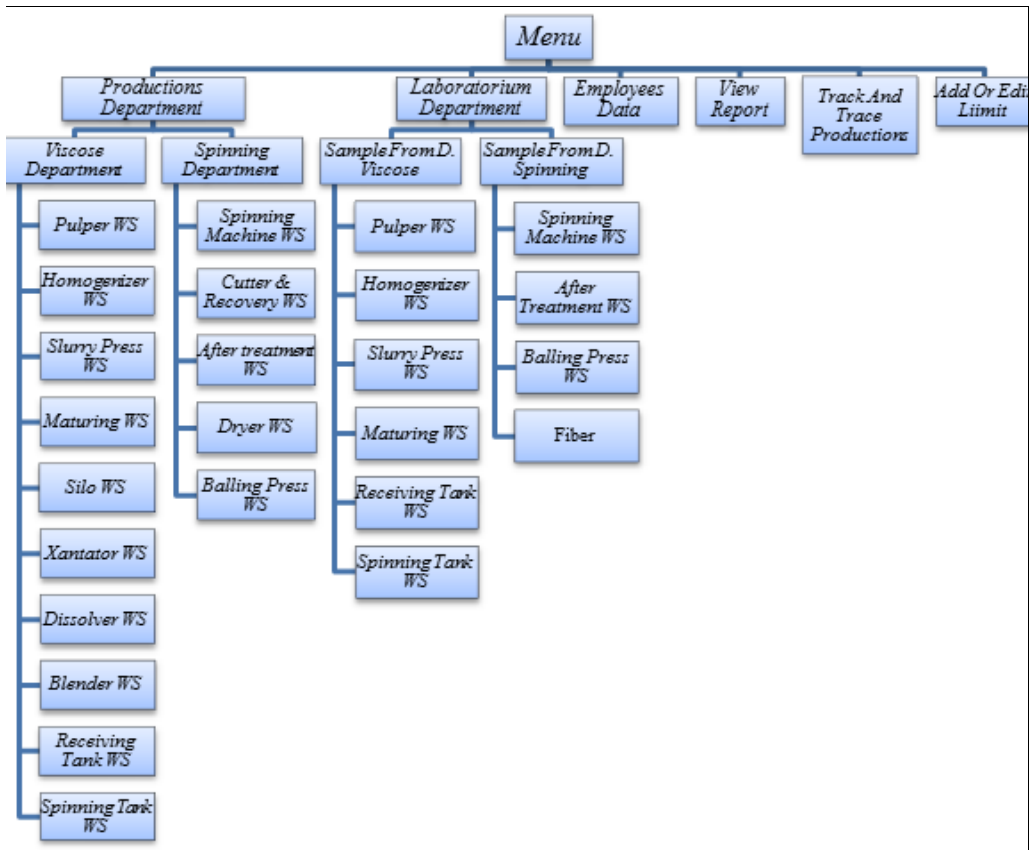 Menu
Productions
Department
Laboratorium
Department
Employees
Data
View
Report
Track And
Trace
Productions
Add Or Edi
Liimit
Viscose
Department
Spinning
Department
Sample From D.
Viscose
Sample From D.
Spinning
Pulper WS
Homogenizer
WS
Slurry Press
WS
Maturing WS
Silo WS
Xantator WS
Dissolver WS
Blender WS
Receiving
Tank WS
Spinning Tank
WS
Spinning
Machine WS
Cutter &
Recovery WS
After treatment
WS
Dryer WS
Balling Press
WS
Pulper WS
Homogenizer
WS
Slurry Press
WS
Maturing WS
Receiving Tank
WS
Spinning Tank
WS
Spinning
Machine WS
After
Treatment WS
Balling Press
WS
Fiber